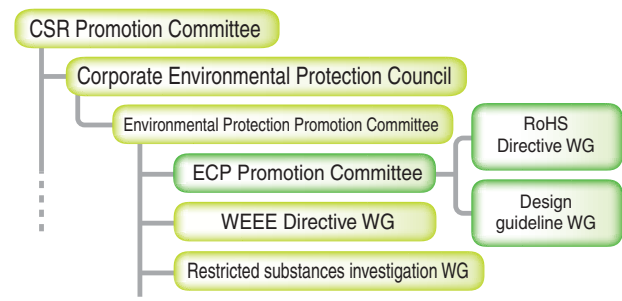 CSR Promotion Committee
Corporate Environmental Protection Council
Environmental Protection Promotion Committee
RoHS
Directive WG
ECP Promotion Committee
Design
guideline WG
WEEE Directive WG
Restricted substances investigation WG